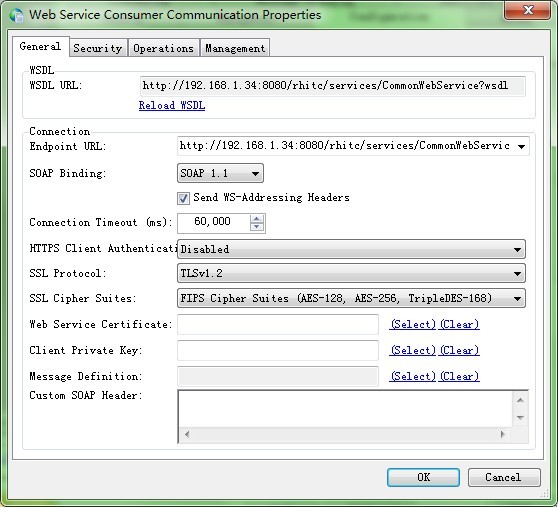 Web Service Consumer Communication Properties
General Security Operations Management
WSDL
WSDL URL: http://192.168.1.34:8080/rhitc/services/CommonWebService?wsdl
Reload WSDL
Connection
Endpoint URL: http://192.168.1.34:8080/rhitc/services/CommonWebServic
SOAP Binding: SOAP 1.1
Send WS-Addressing Headers
Connection Timeout (ms): 60,000
HTTPS Client Authenticati Disabled
SSL Protocol: TLSv1.2
SSL Cipher Suites: FIPS Cipher Suites (AES-128, AES-256, TripleDES-168)
Web Service Certificate: (Select) (Clear)
Client Private Key: (Select) (Clear)
Message Definition: (Select) (Clear)
Custom SOAP Header:
OK Cancel